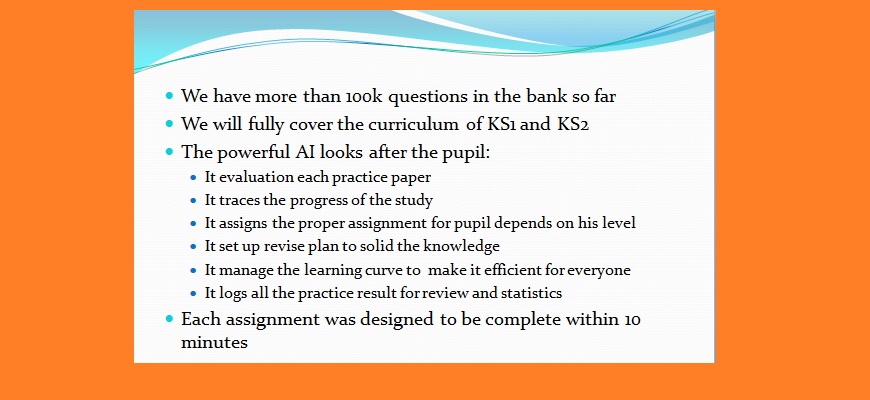 We have more than 100k questions in the bank so far
We will fully cover the curriculum of KS1 and KS2
The powerful AI looks after the pupil:
It evaluation each practice paper
It traces the progress of the study
It assigns the proper assignment for pupil depends on his level
It set up revise plan to solid the knowledge
It manage the learning curve to make it efficient for everyone
It logs all the practice result for review and statistics
Each assignment was designed to be complete within 10
minutes